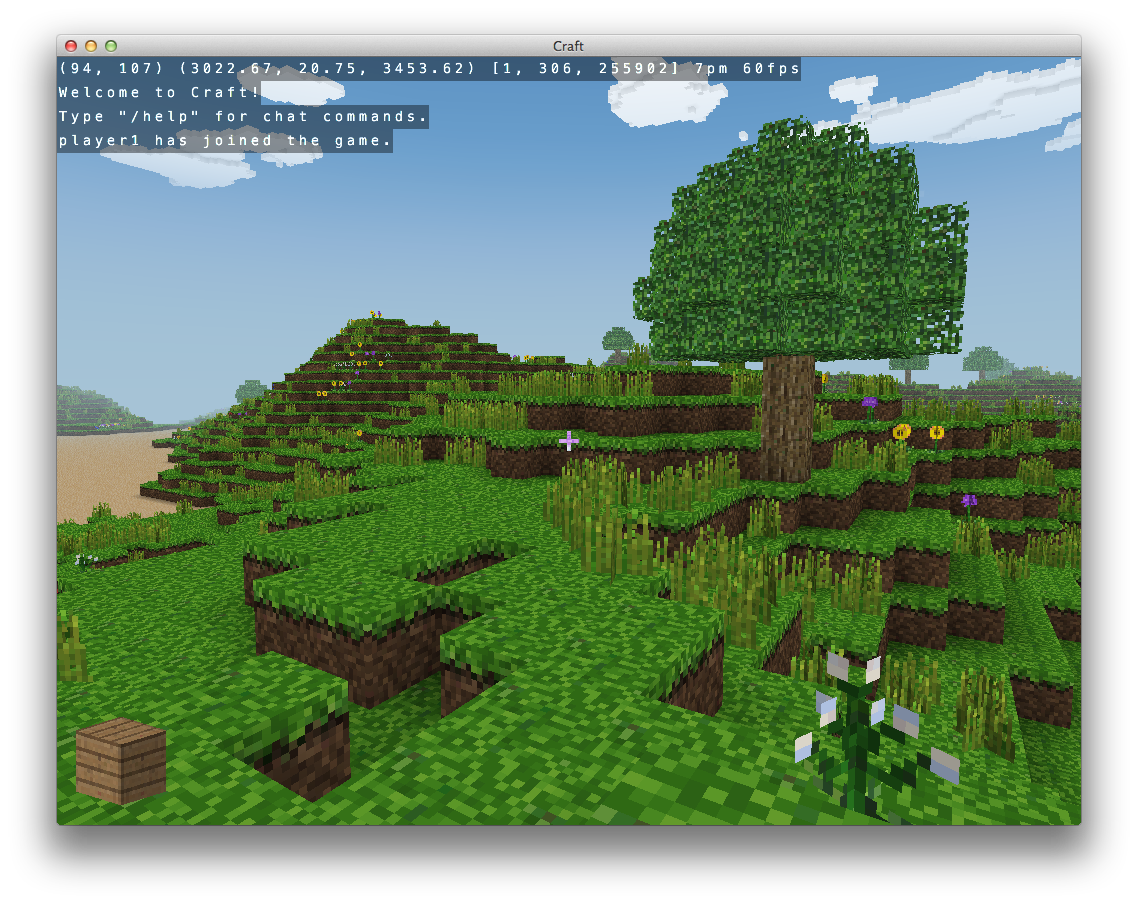 Craft
(94, 107) (3022.67, 20.75, 3453.62) [1, 306, 255902] 7pm 60fps
Welcome to Craft!
Type "/help" for chat commands.
player1 has joined the game.